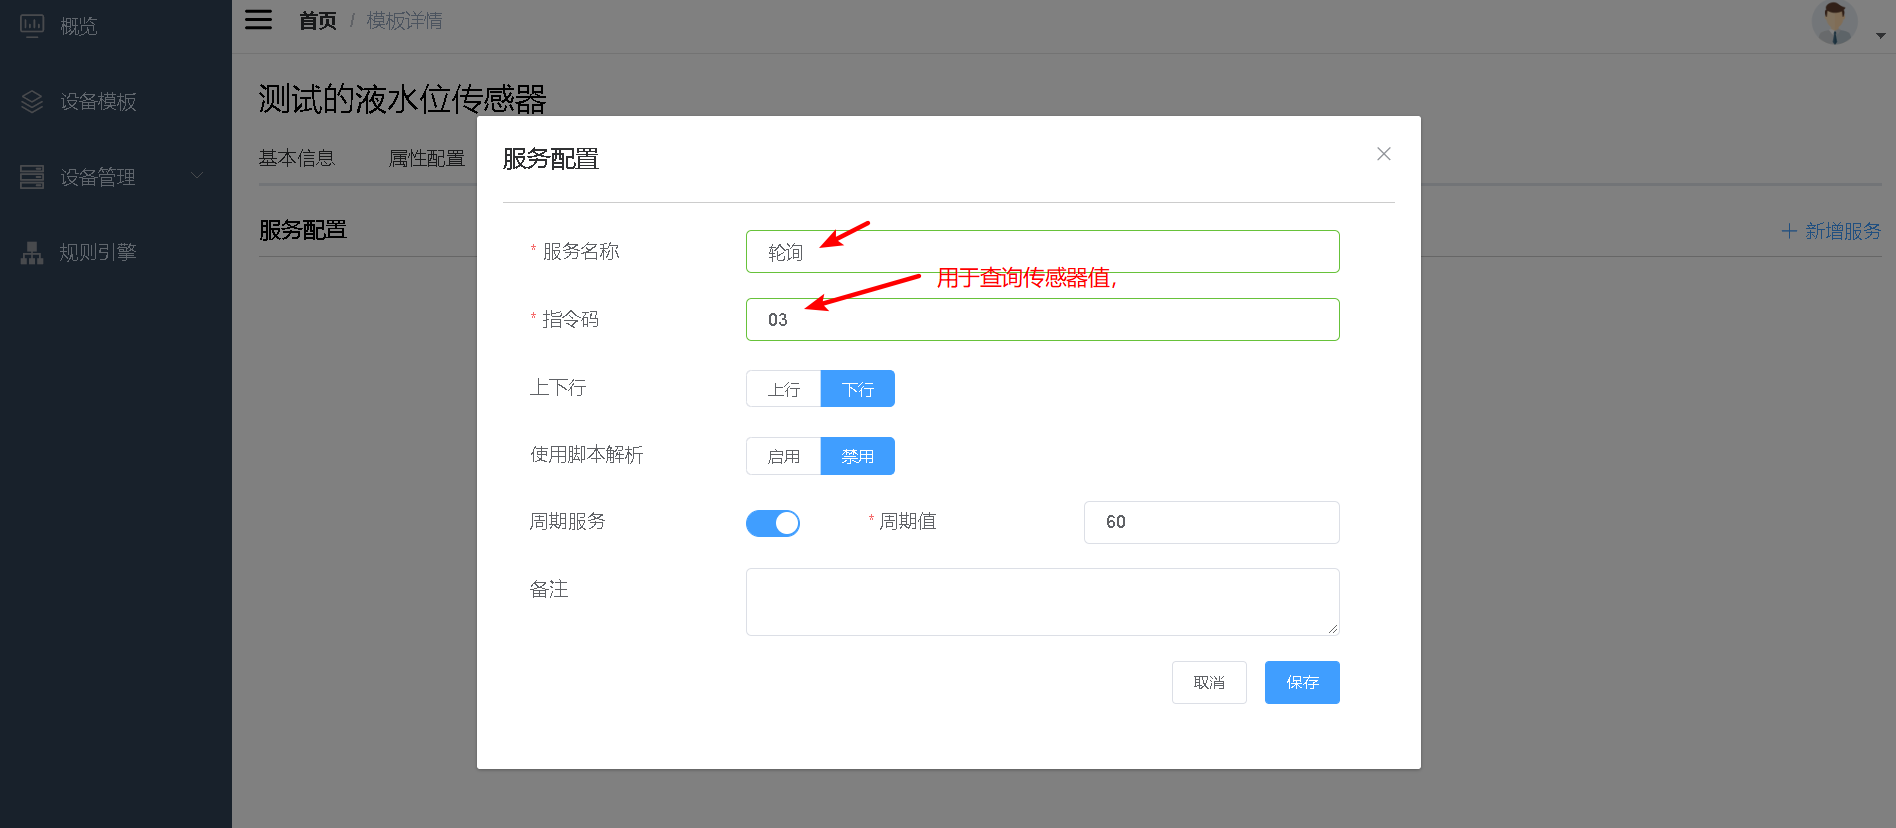 概览
首页 / 模板详情
设备模板
测试的液水位传感器
设备管理
基本信息 属性配置
服务配置
规则引擎
服务配置
+ 新增服务
* 服务名称 轮询
用于查询传感器值，
* 指令码 03
上下行 上行 下行
使用脚本解析 启用 禁用
周期服务 * 周期值 60
备注
取消 保存